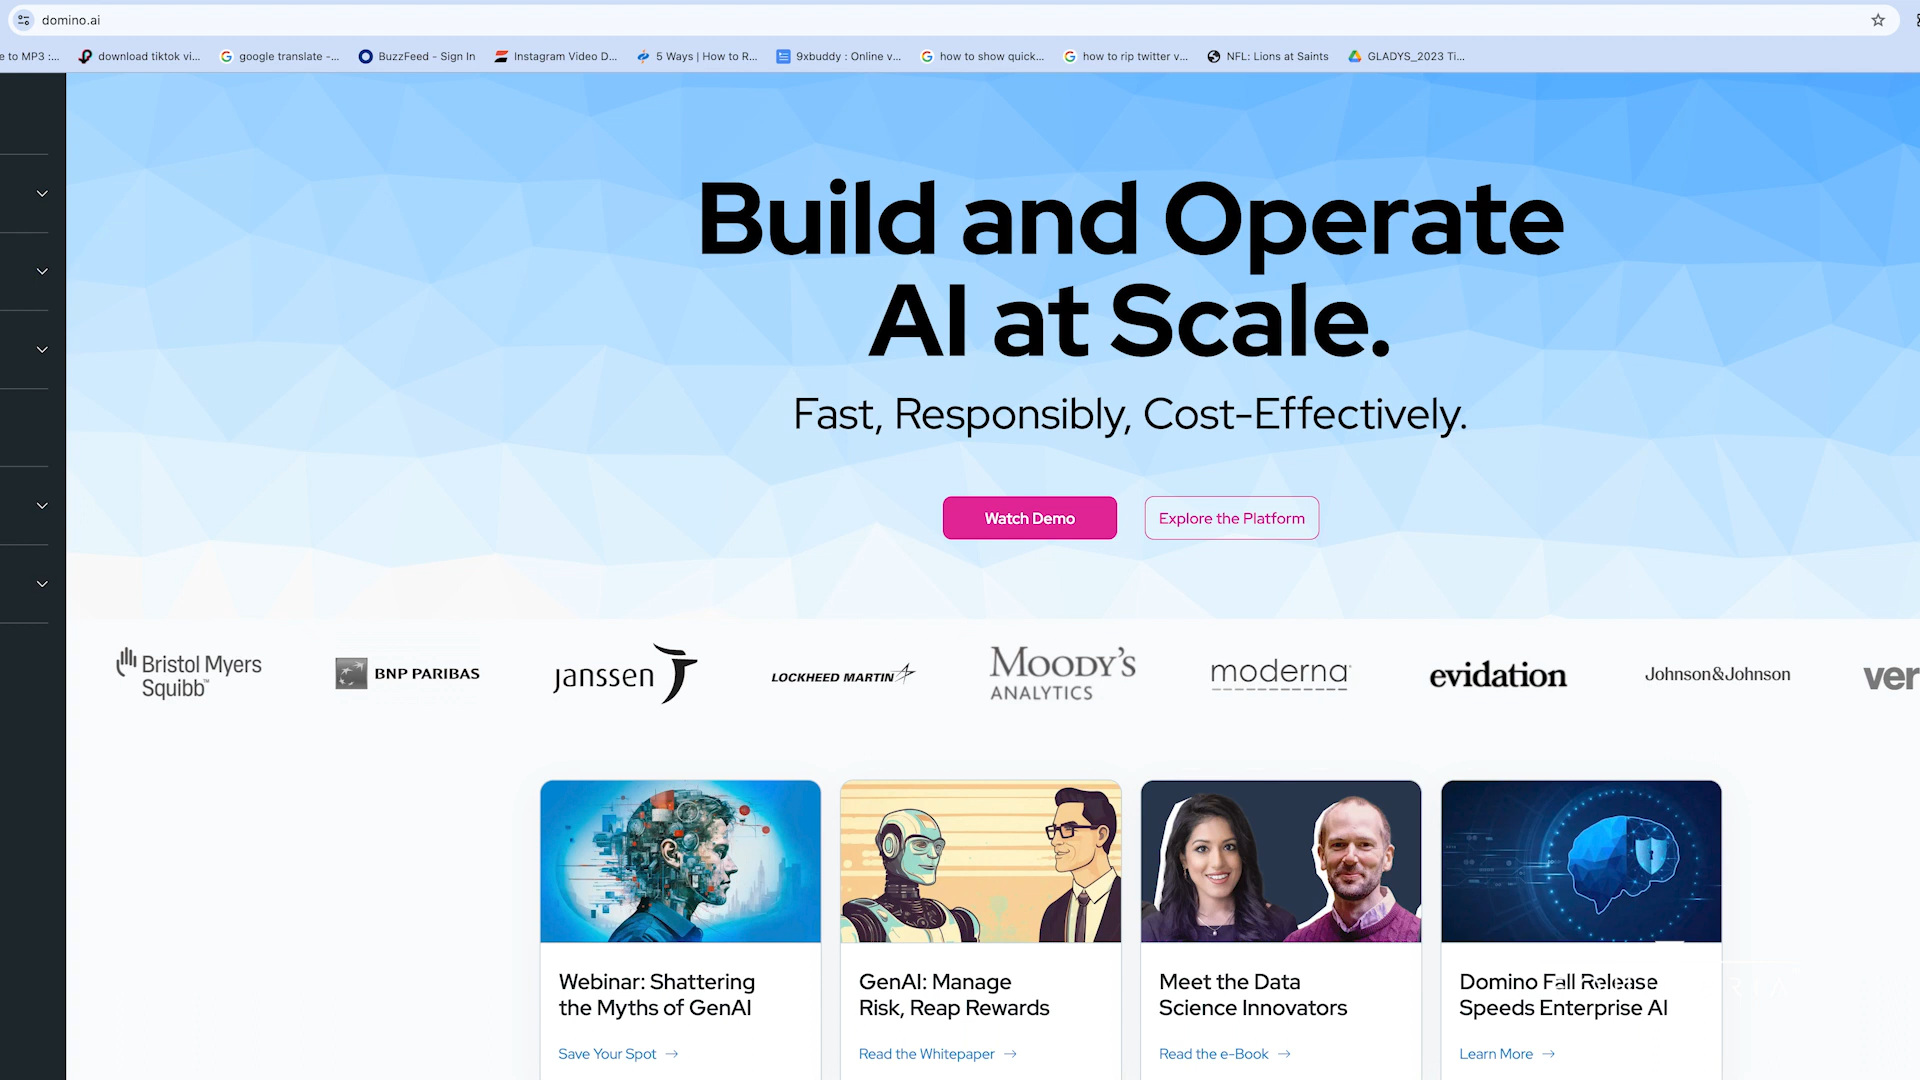 domino.ai
e to MP3 :...
download tiktok vi...
google translate -...
BuzzFeed - Sign In
Instagram Video D...
5 Ways | How to R...
9xbuddy : Online v...
how to show quick...
how to rip twitter v...
NFL: Lions at Saints
GLADYS_2023 Ti...
Build and Operate
AI at Scale.
Fast, Responsibly, Cost-Effectively.
Watch Demo
Explore the Platform
Bristol Myers
Squibb™
BNP PARIBAS
janssen
LOCKHEED MARTIN
MOODY'S
ANALYTICS
moderna
evidation
Johnson&Johnson
ver
Webinar: Shattering
the Myths of GenAI
Save Your Spot →
GenAI: Manage
Risk, Reap Rewards
Read the Whitepaper →
Meet the Data
Science Innovators
Read the e-Book →
Domino Fall Release
Speeds Enterprise AI
Learn More →